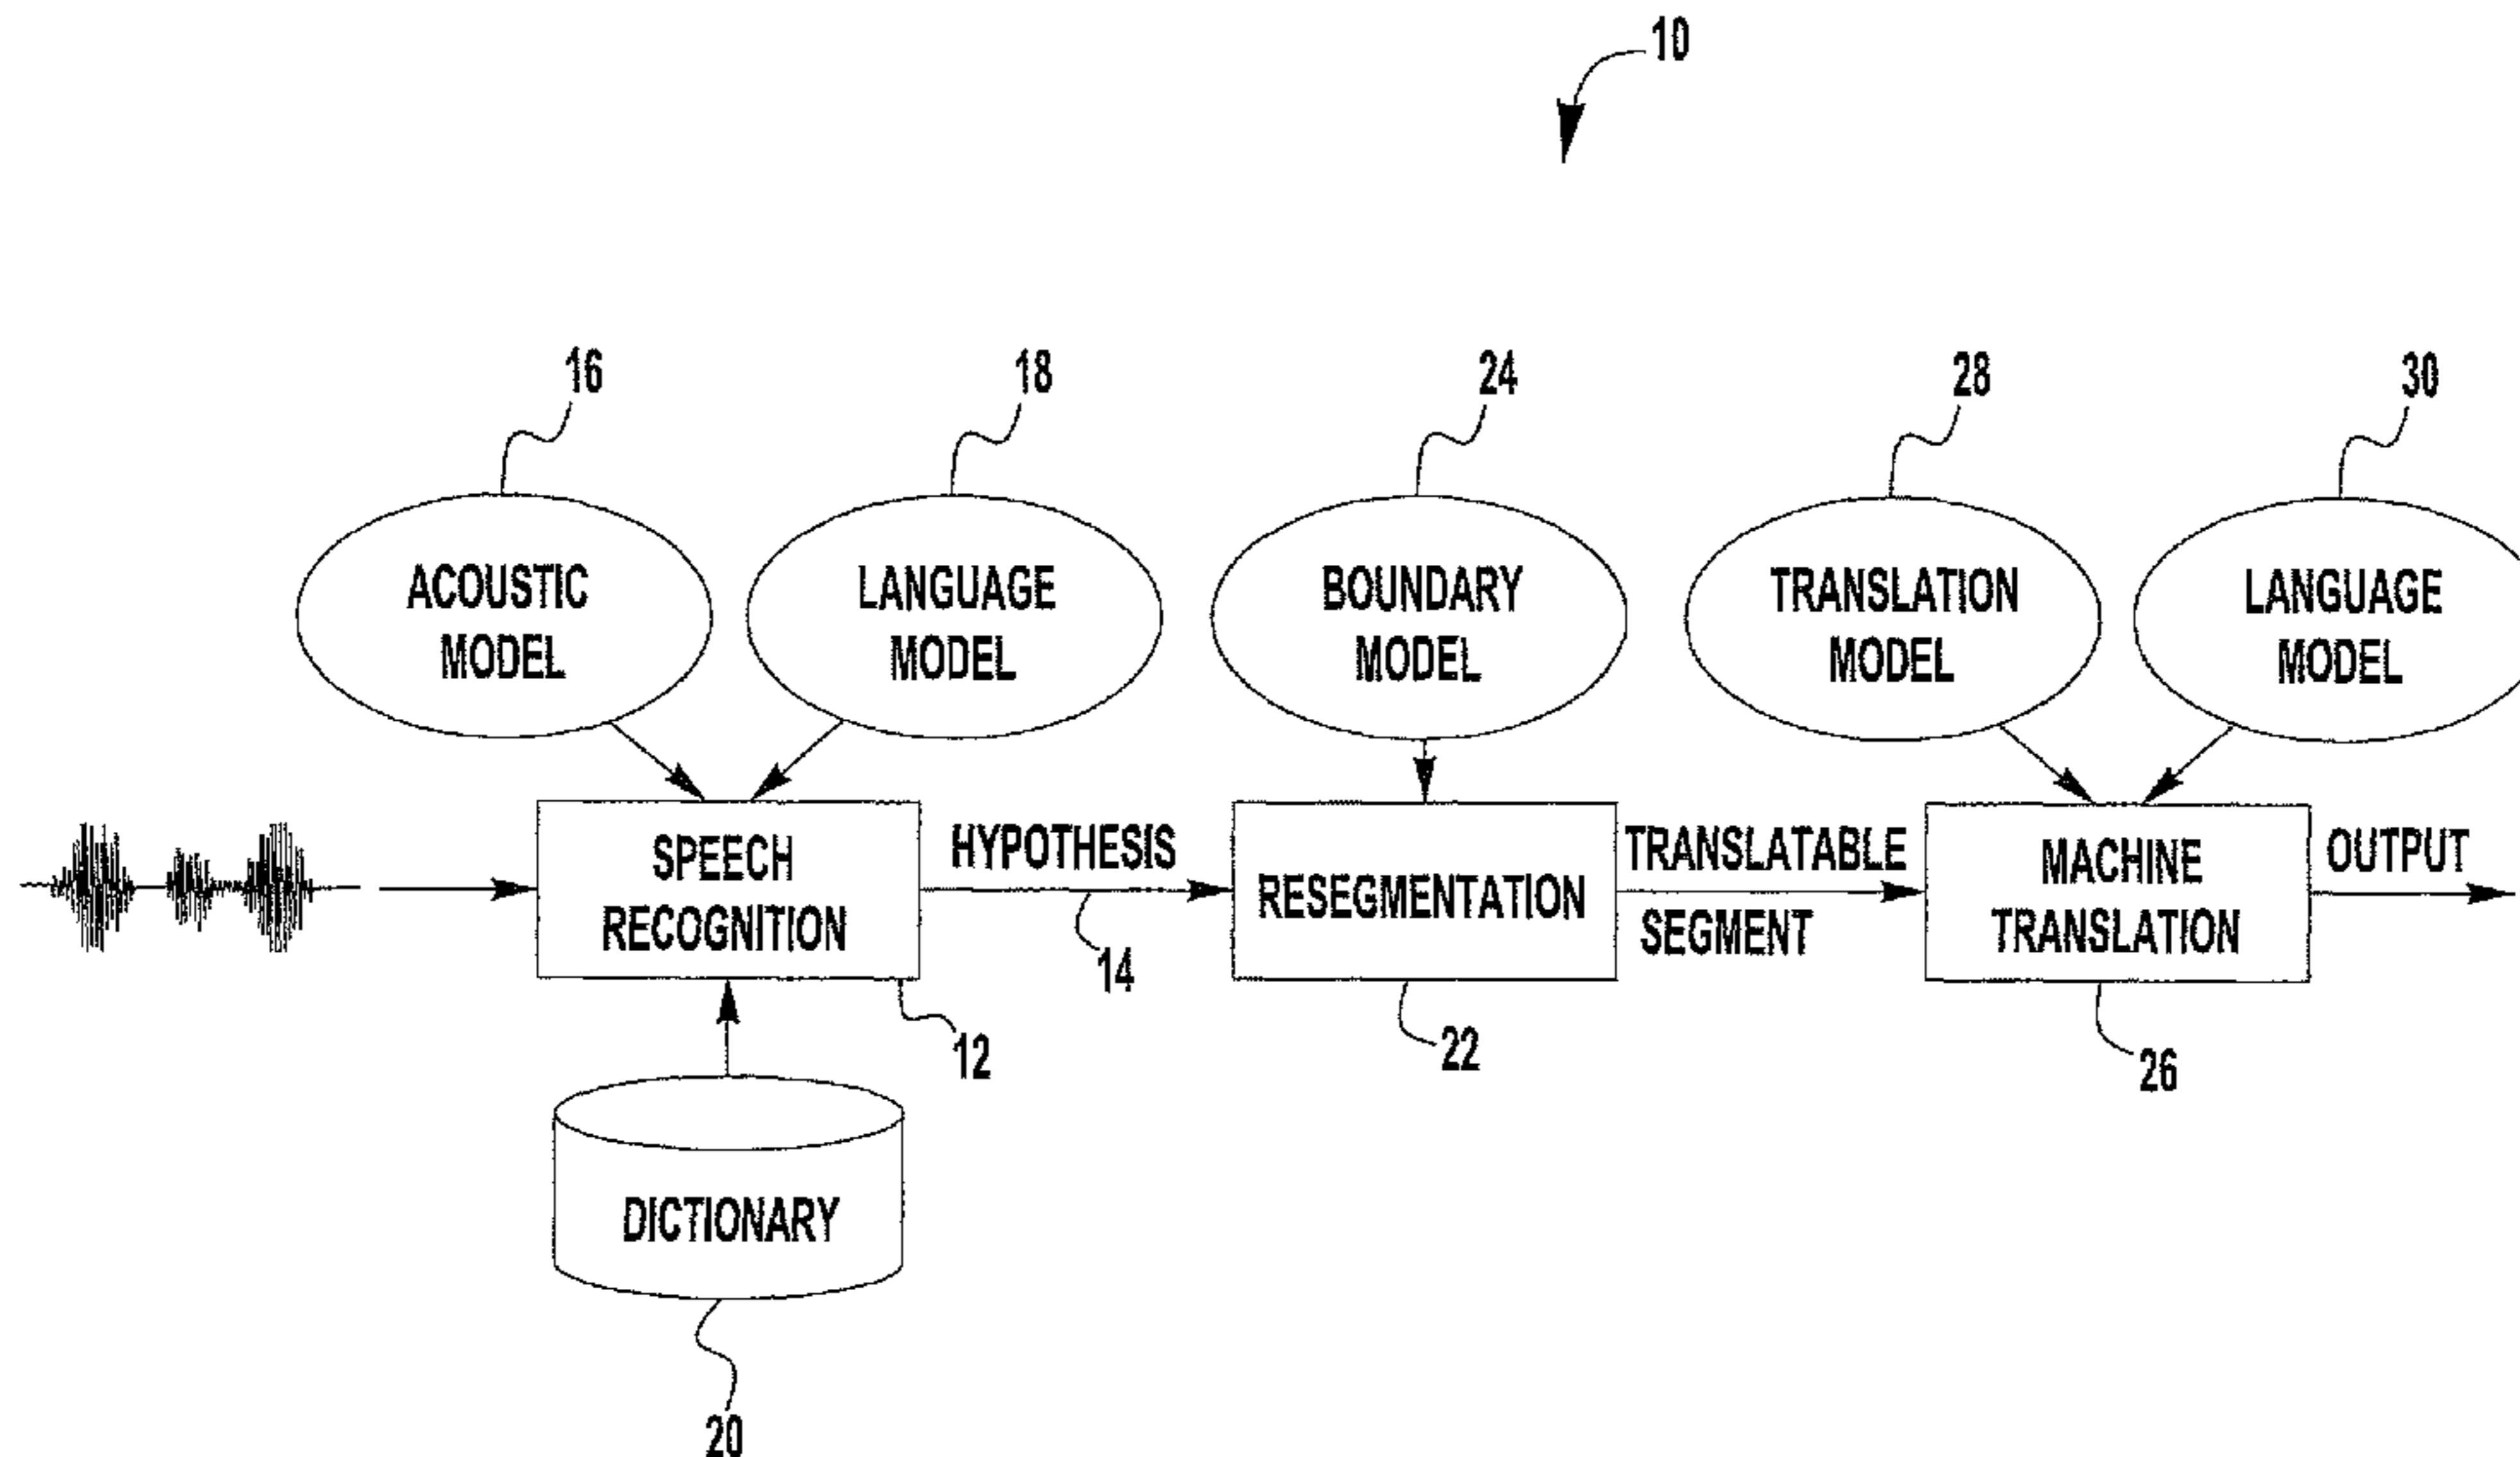 10
16
18
24
28
30
ACOUSTIC
MODEL
LANGUAGE
MODEL
BOUNDARY
MODEL
TRANSLATION
MODEL
LANGUAGE
MODEL
SPEECH
RECOGNITION
HYPOTHESIS
14
RESEGMENTATION
TRANSLATABLE
SEGMENT
MACHINE
TRANSLATION
OUTPUT
12
22
26
DICTIONARY
20